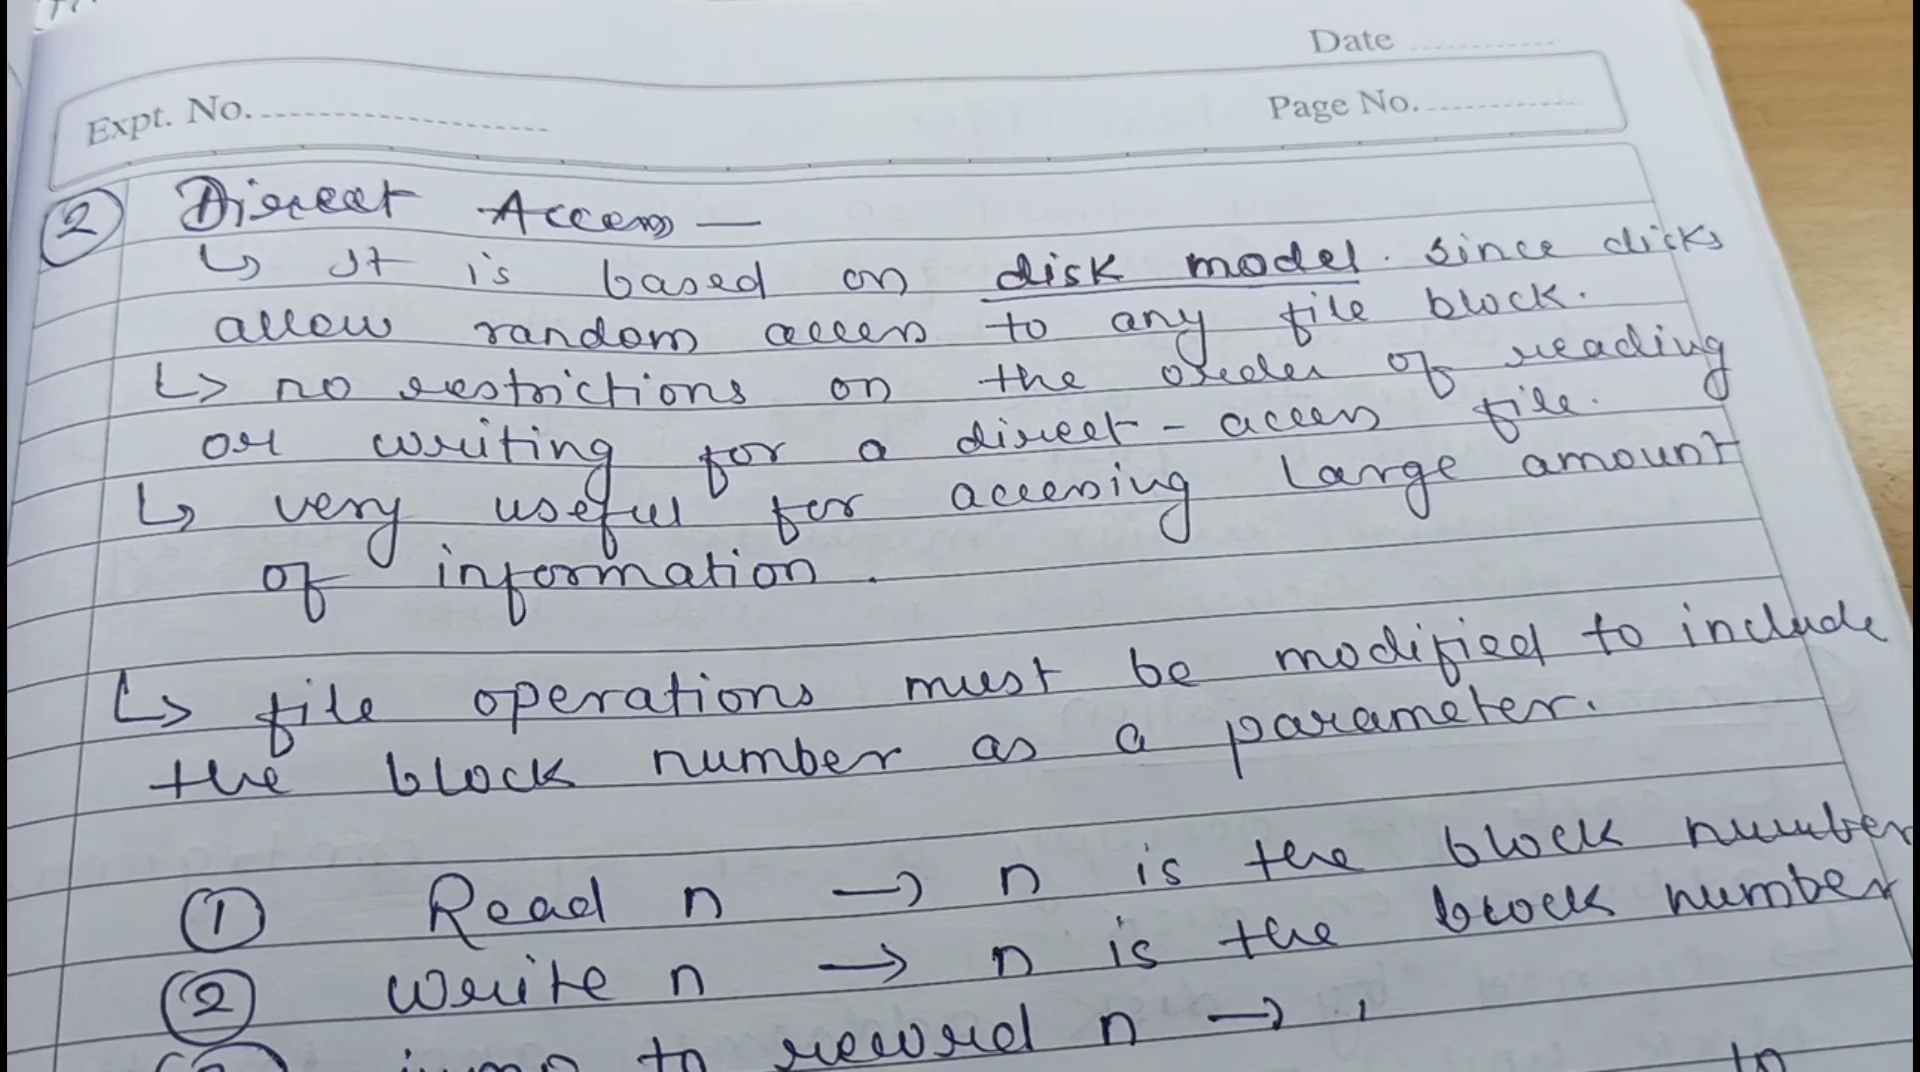 Date
Expt. No.
Page No.
2 Direct Access —
↳ It is based on disk model. since disks
allow random access to any file block.
↳ no restrictions on the order of reading
or writing for a direct-access file.
↳ very useful for accessing large amount
of information.
↳ file operations must be modified to include
the block number as a parameter.
1 Read n → n is the block number
2 Write n → n is the block number
jump to record n →
to